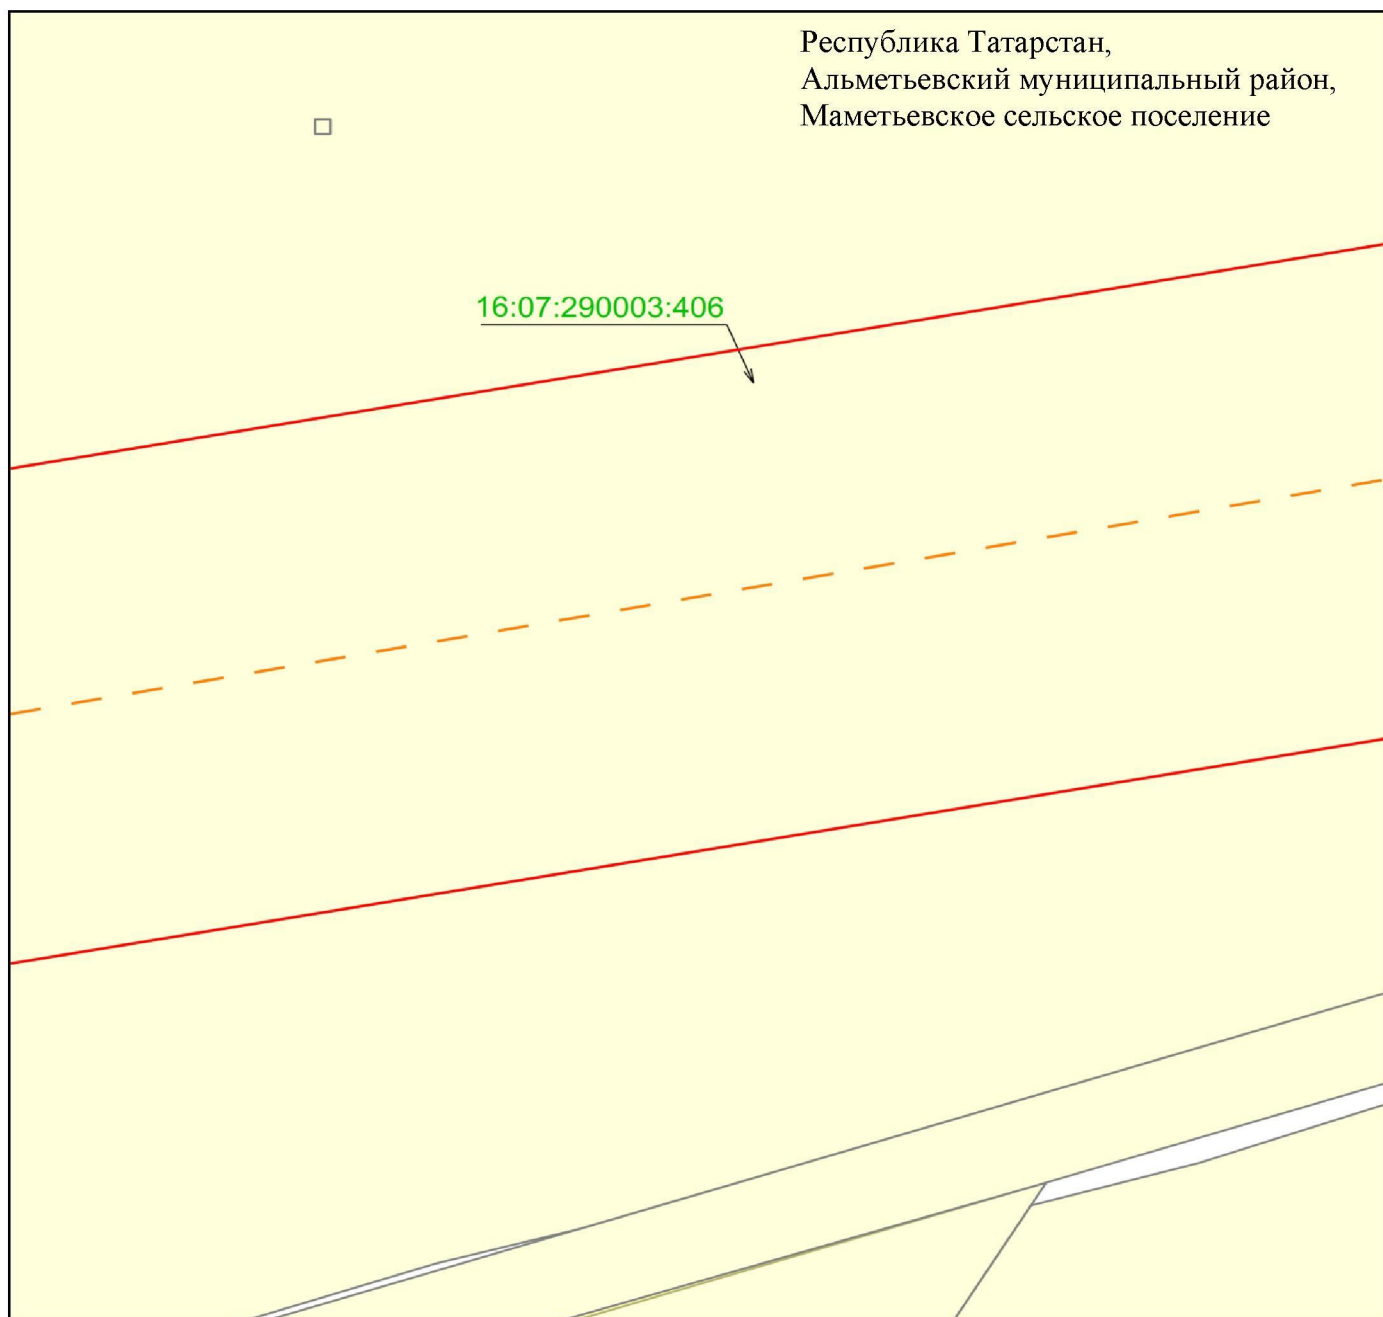 Республика Татарстан,
Альметьевский муниципальный район,
Маметьевское сельское поселение
16:07:290003:406